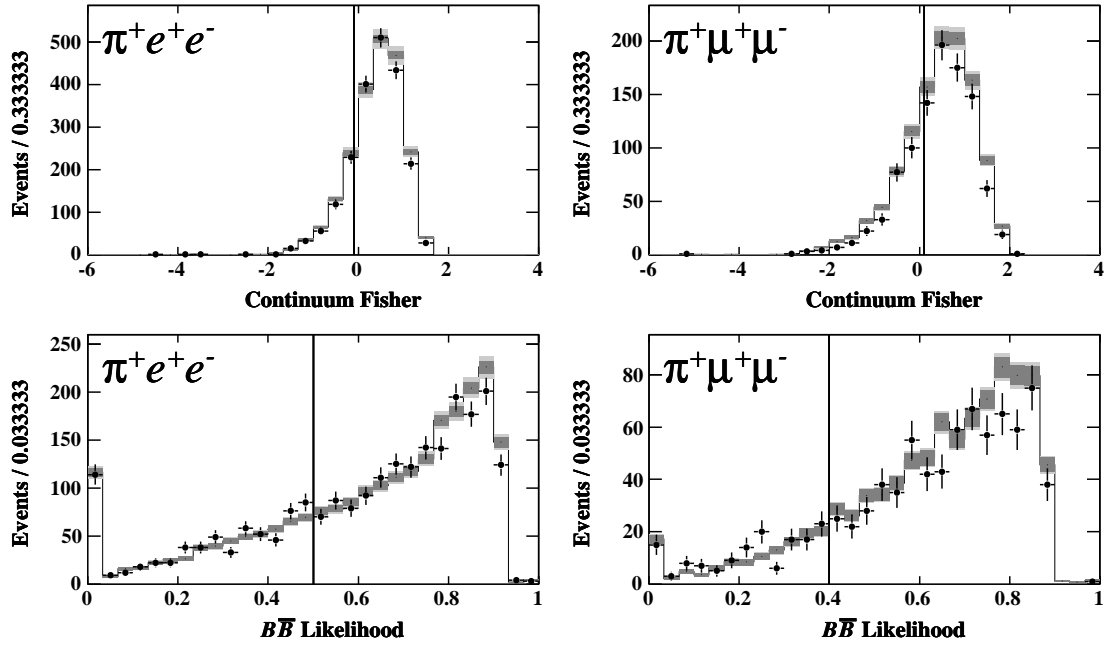 π⁺e⁺e⁻
Events / 0.333333
500
400
300
200
100
0
-6 -4 -2 0 2 4
Continuum Fisher
π⁺μ⁺μ⁻
Events / 0.333333
200
150
100
50
0
-6 -4 -2 0 2 4
Continuum Fisher
π⁺e⁺e⁻
Events / 0.033333
250
200
150
100
50
0
0 0.2 0.4 0.6 0.8 1
BB̅ Likelihood
π⁺μ⁺μ⁻
Events / 0.033333
80
60
40
20
0
0 0.2 0.4 0.6 0.8 1
BB̅ Likelihood